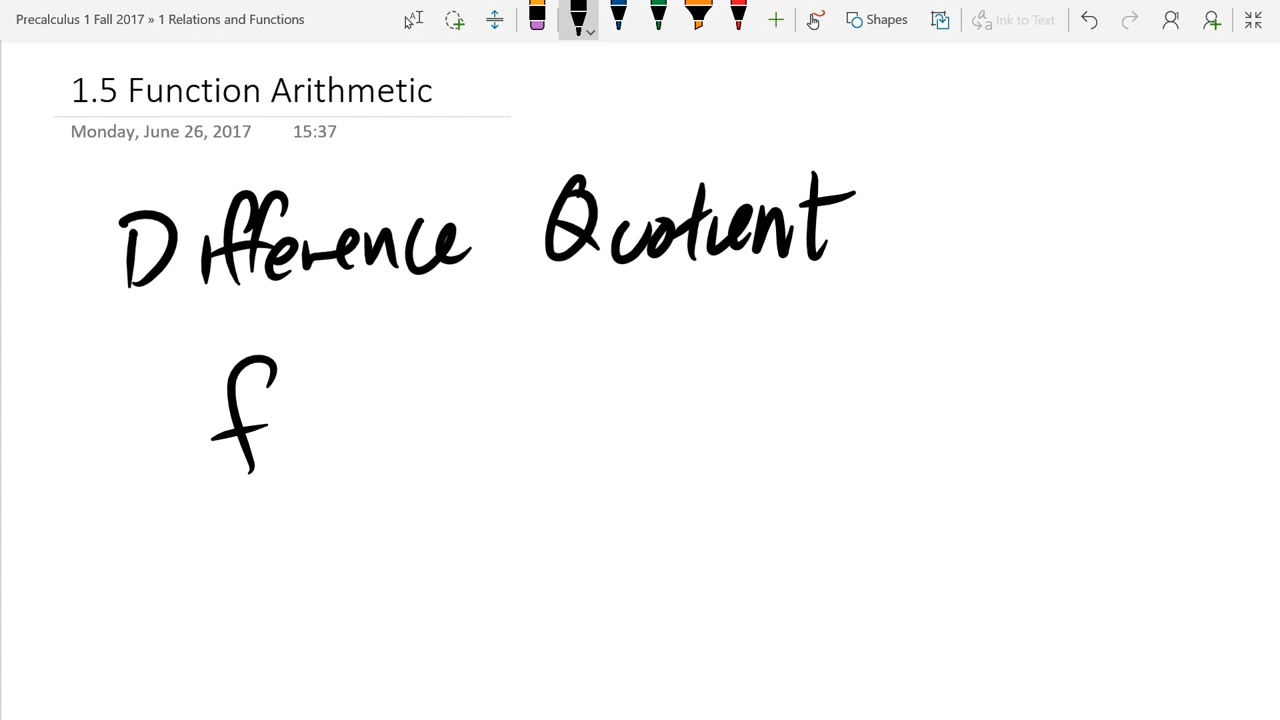 Precalculus 1 Fall 2017 » 1 Relations and Functions
Shapes
Ink to Text
1.5 Function Arithmetic
Monday, June 26, 2017 15:37
Difference Quotient
f